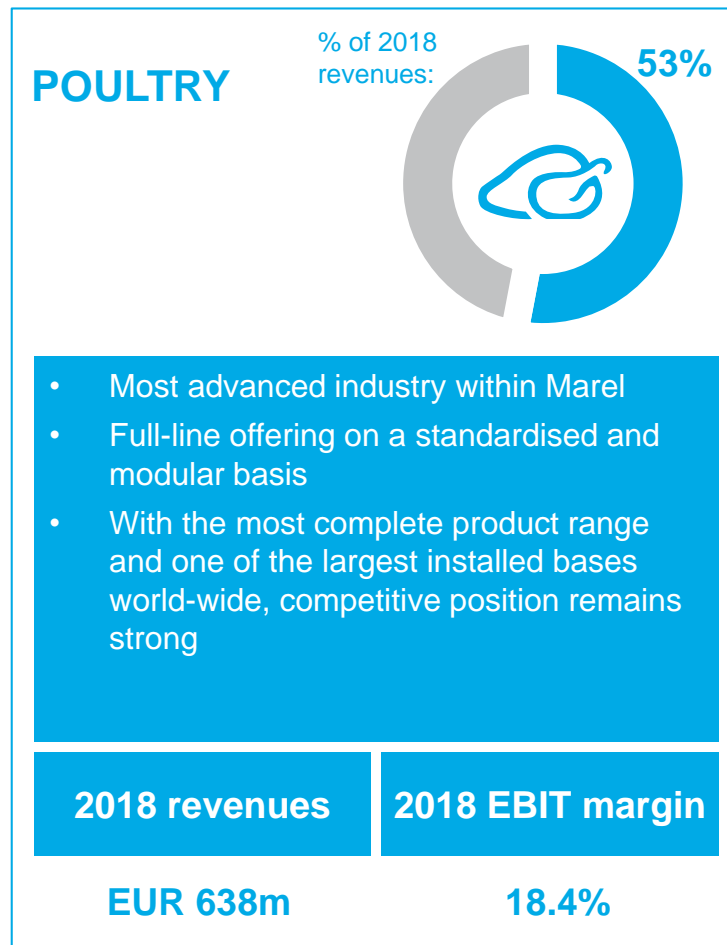 POULTRY
% of 2018
revenues:
53%
• Most advanced industry within Marel
• Full-line offering on a standardised and
modular basis
• With the most complete product range
and one of the largest installed bases
world-wide, competitive position remains
strong
2018 revenues
2018 EBIT margin
EUR 638m
18.4%